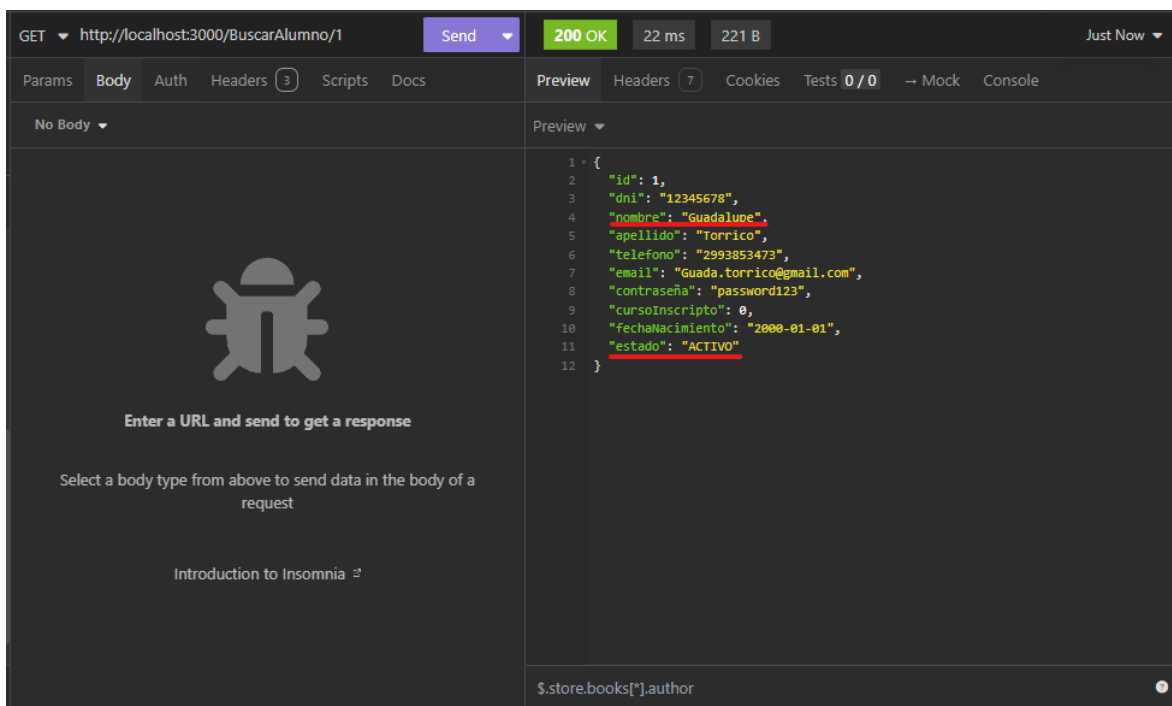 GET http://localhost:3000/BuscarAlumno/1 Send 200 OK 22 ms 221 B Just Now
Params Body Auth Headers 3 Scripts Docs
Preview Headers 7 Cookies Tests 0 / 0 → Mock Console
No Body
Preview
1 {
2 "id": 1,
3 "dni": "12345678",
4 "nombre": "Guadalupe",
5 "apellido": "Torrico",
6 "telefono": "2993853473",
7 "email": "Guada.torrico@gmail.com",
8 "contraseña": "password123",
9 "cursoInscripto": 0,
10 "fechaNacimiento": "2000-01-01",
11 "estado": "ACTIVO"
12 }
Enter a URL and send to get a response
Select a body type from above to send data in the body of a
request
Introduction to Insomnia
$.store.books[*].author ?